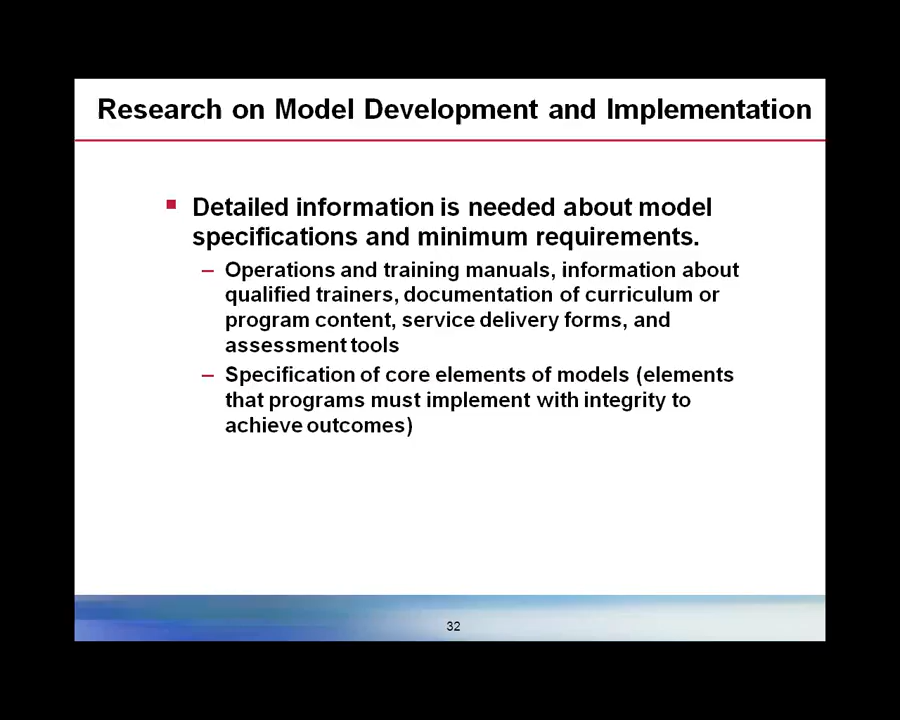 Research on Model Development and Implementation
Detailed information is needed about model
specifications and minimum requirements.
– Operations and training manuals, information about
qualified trainers, documentation of curriculum or
program content, service delivery forms, and
assessment tools
– Specification of core elements of models (elements
that programs must implement with integrity to
achieve outcomes)
32